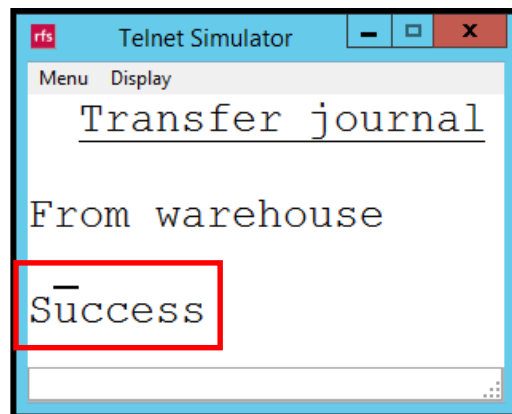 rfs Telnet Simulator
Menu Display
Transfer journal
From warehouse
Success